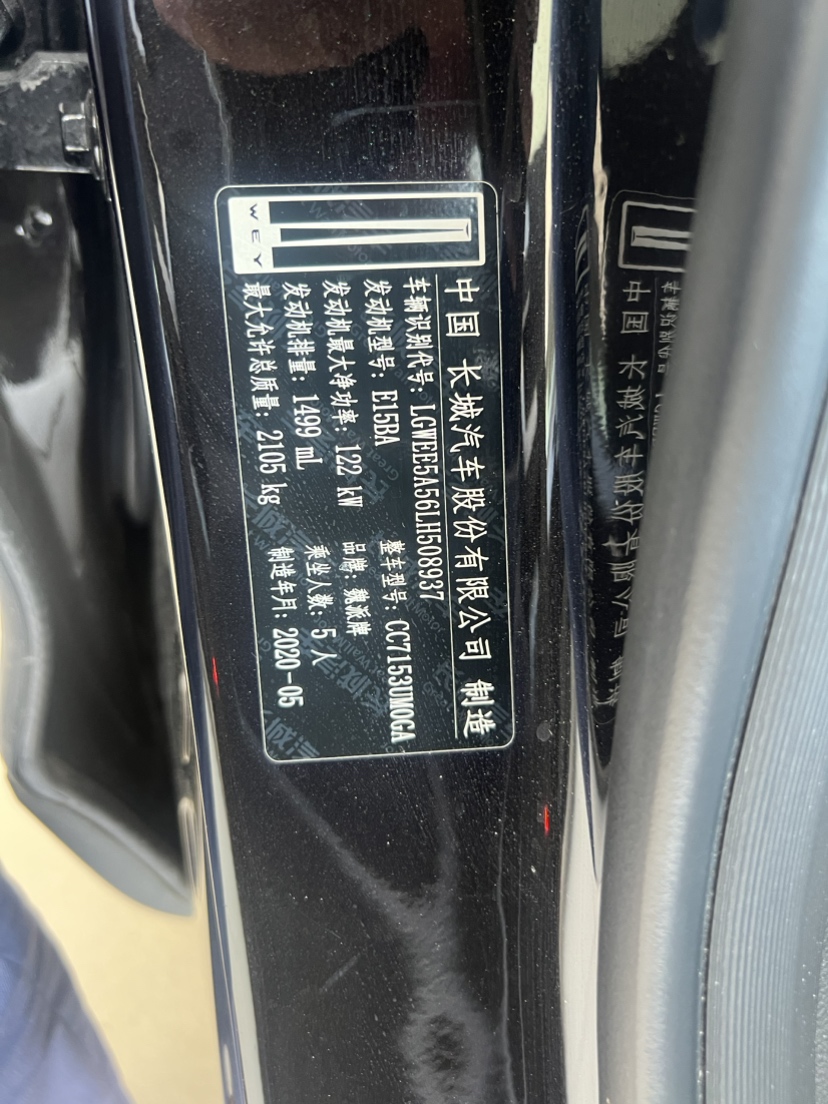 WEY
中国 长城汽车股份有限公司 制造
车辆识别代号: LGWEE5A56LH508937
发动机型号: E15BA 整车型号: CC7153UM0GA
发动机最大净功率: 122 kW 品牌: 魏派牌
发动机排量: 1499 mL 乘坐人数: 5 人
最大允许总质量: 2105 kg 制造年月: 2020-05